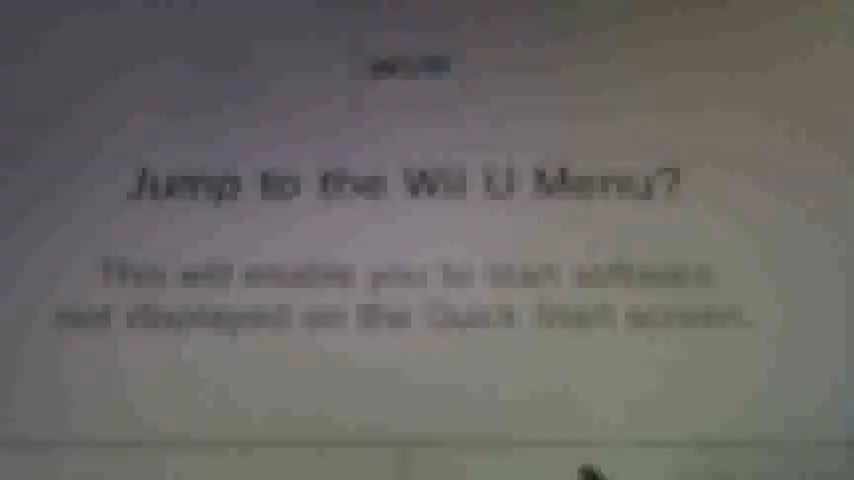 Jump to the Wii U Menu?
This will enable you to start software
not displayed on the Quick Start screen.